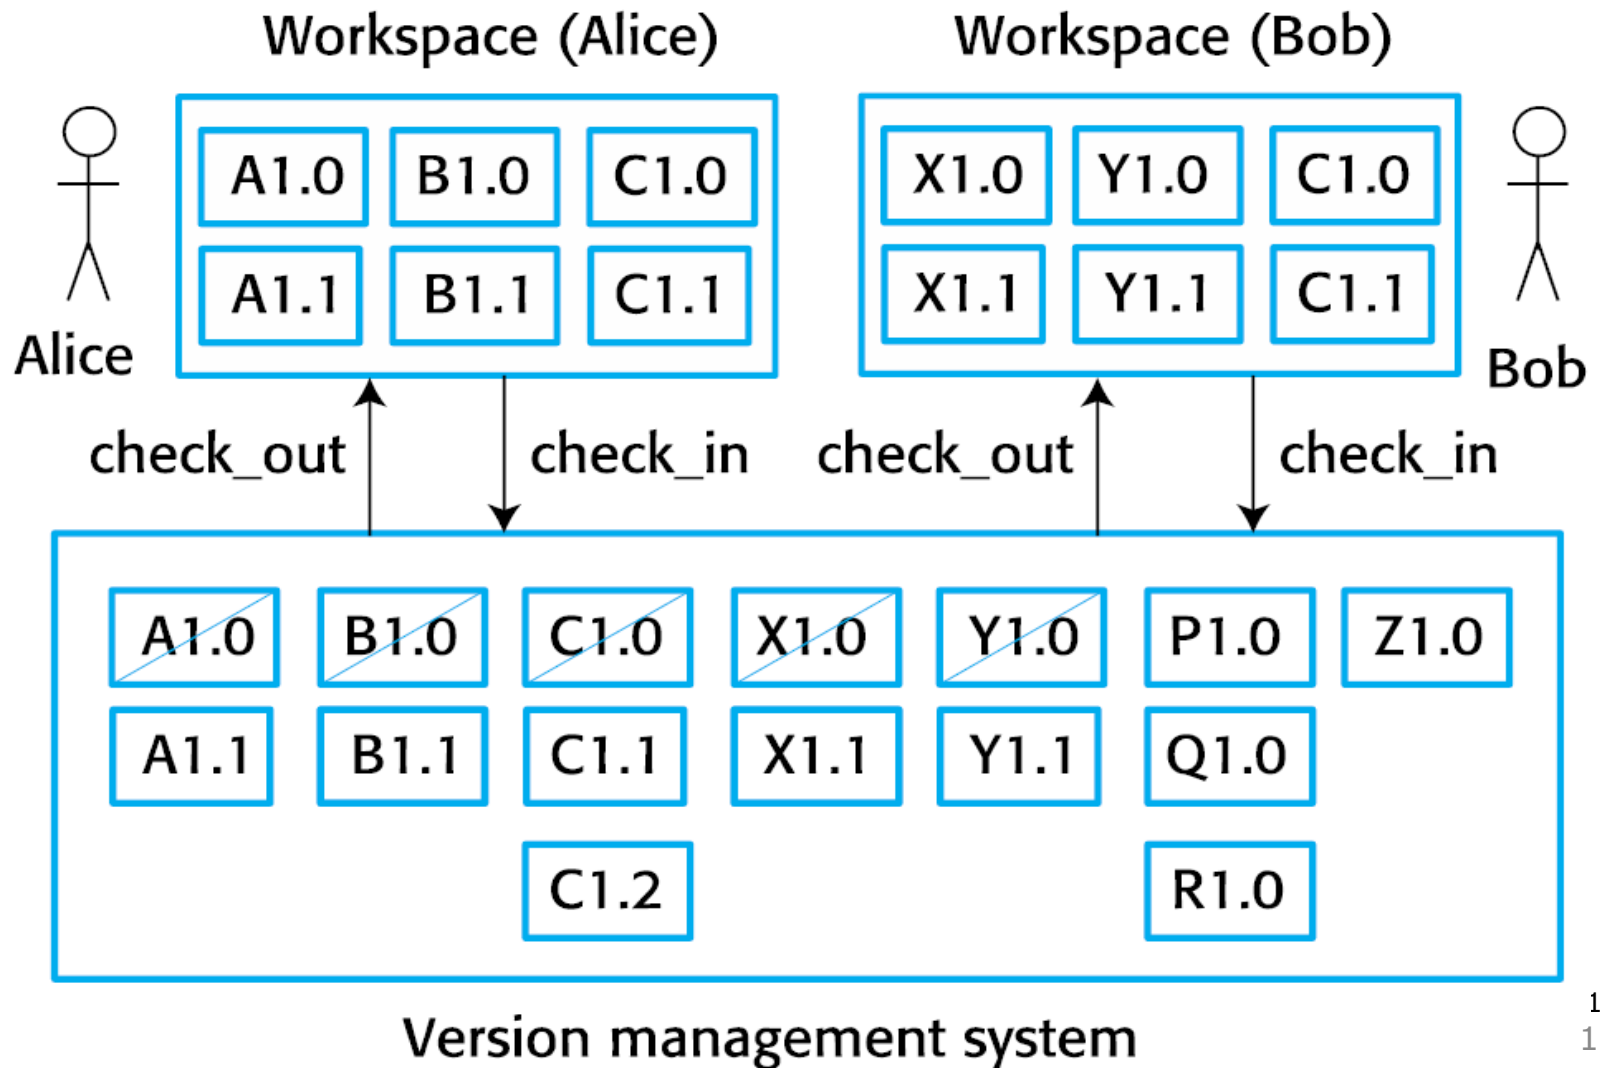 Workspace (Alice) Workspace (Bob)
A1.0 B1.0 C1.0 X1.0 Y1.0 C1.0
A1.1 B1.1 C1.1 X1.1 Y1.1 C1.1
Alice Bob
check_out check_in check_out check_in
A1.0 B1.0 C1.0 X1.0 Y1.0 P1.0 Z1.0
A1.1 B1.1 C1.1 X1.1 Y1.1 Q1.0
C1.2 R1.0
Version management system
1
1